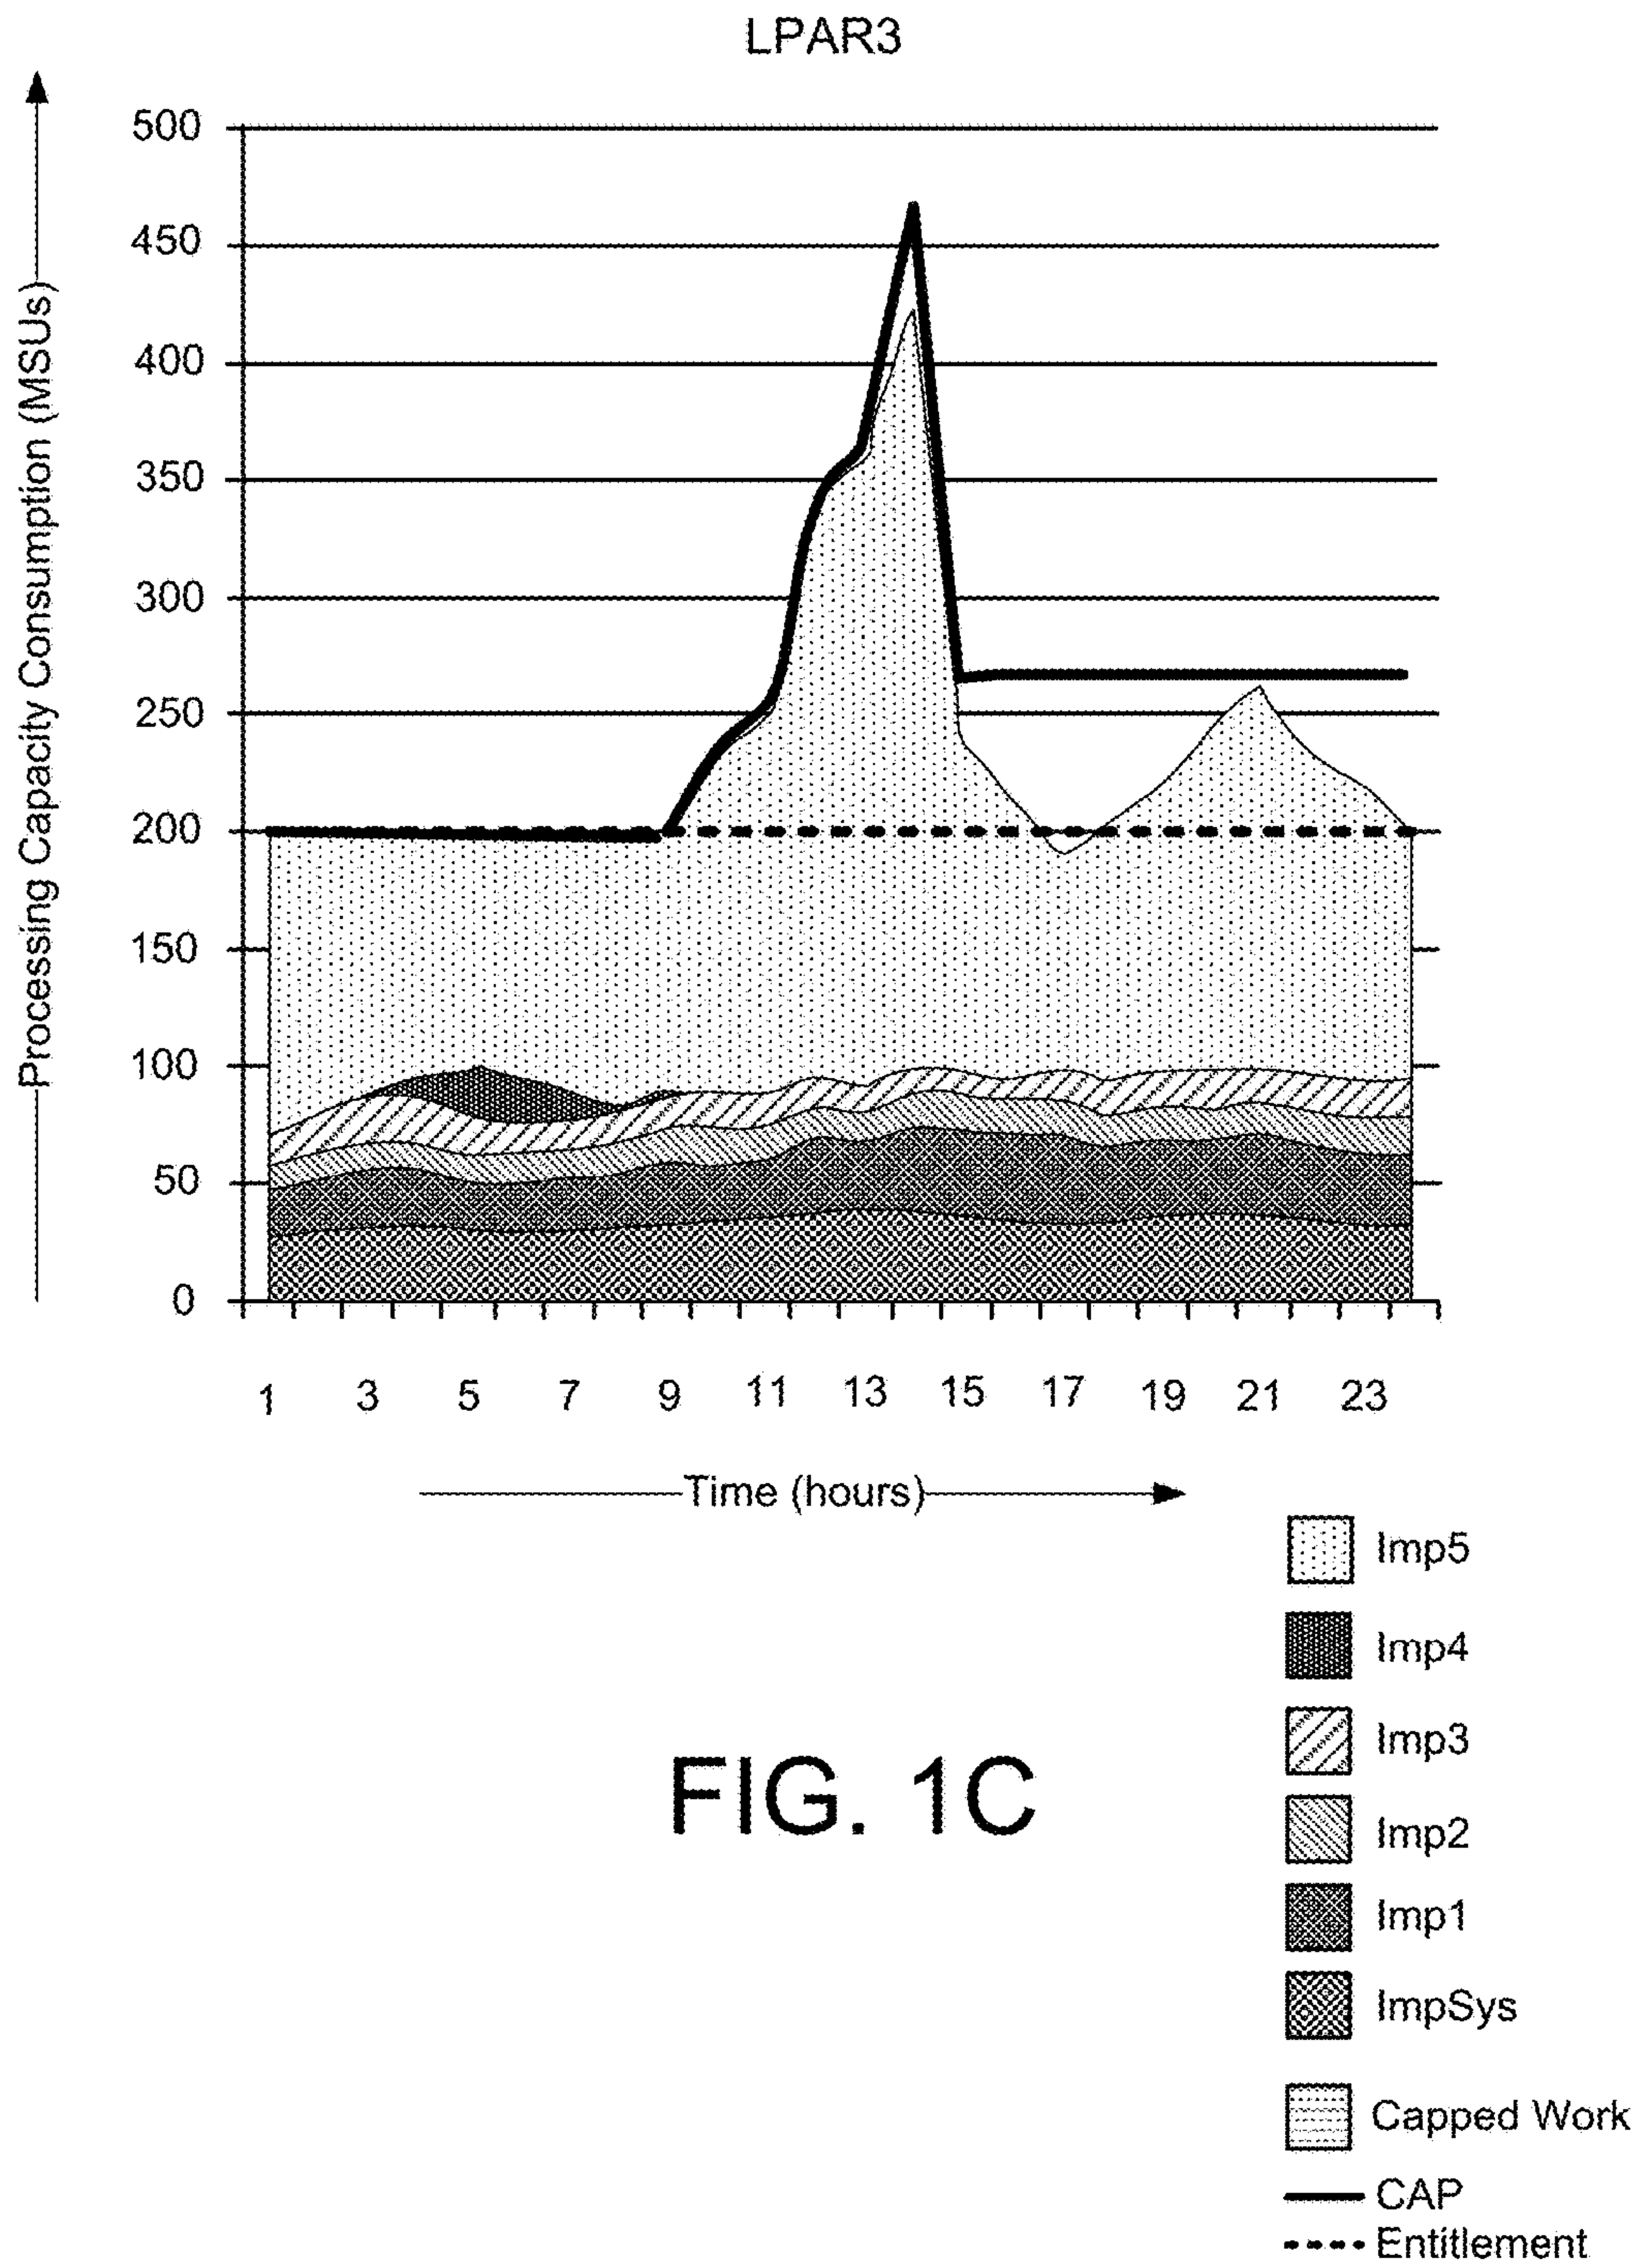 LPAR3
Processing Capacity Consumption (MSUs)
500
450
400
350
300
250
200
150
100
50
0
1 3 5 7 9 11 13 15 17 19 21 23
Time (hours)
Imp5
Imp4
Imp3
Imp2
Imp1
ImpSys
Capped Work
CAP
Entitlement
FIG. 1C